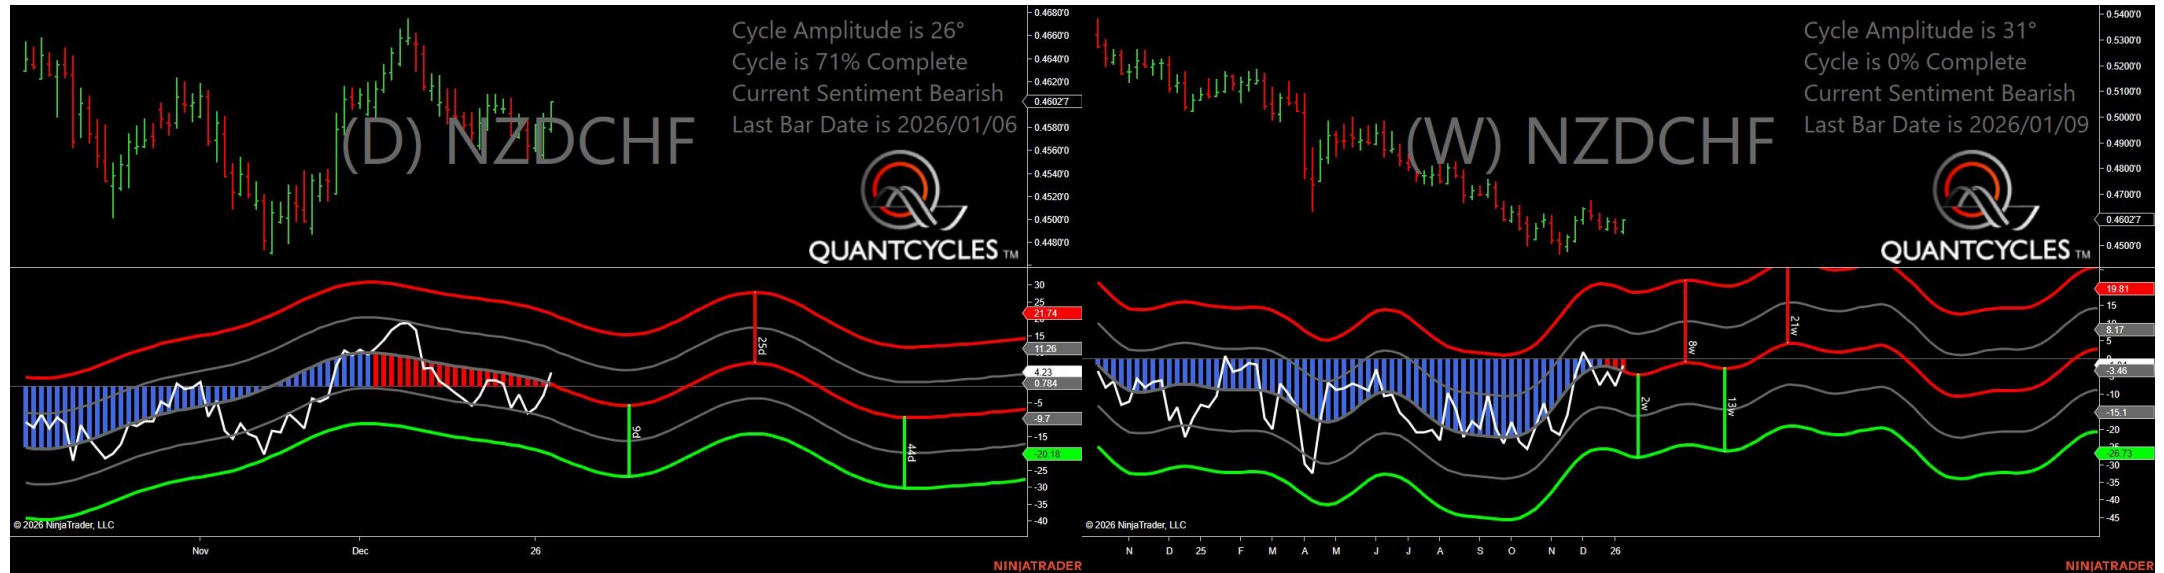 Cycle Amplitude is 26°
Cycle is 71% Complete
Current Sentiment Bearish
Last Bar Date is 2026/01/06
(D) NZDCHF
QUANTCYCLES TM
0.4680'0
0.4660'0
0.4640'0
0.4620'0
0.4602'7
0.4580'0
0.4560'0
0.4540'0
0.4520'0
0.4500'0
0.4480'0
30
25
21.74
15
11.26
4.23
0.784
-5
-9.7
-15
-20.18
-25
-30
-35
-40
9d
25d
44d
© 2026 NinjaTrader, LLC
Nov
Dec
26
NINJATRADER
Cycle Amplitude is 31°
Cycle is 0% Complete
Current Sentiment Bearish
Last Bar Date is 2026/01/09
(W) NZDCHF
QUANTCYCLES TM
0.5400'0
0.5300'0
0.5200'0
0.5100'0
0.5000'0
0.4900'0
0.4800'0
0.4700'0
0.4602'7
0.4500'0
19.81
15
8.17
5
-3.46
-10
-15.1
-20
-26.73
-30
-35
-40
-45
2w
8w
13w
21w
© 2026 NinjaTrader, LLC
N D 25 F M A M J J A S O N D 26
NINJATRADER